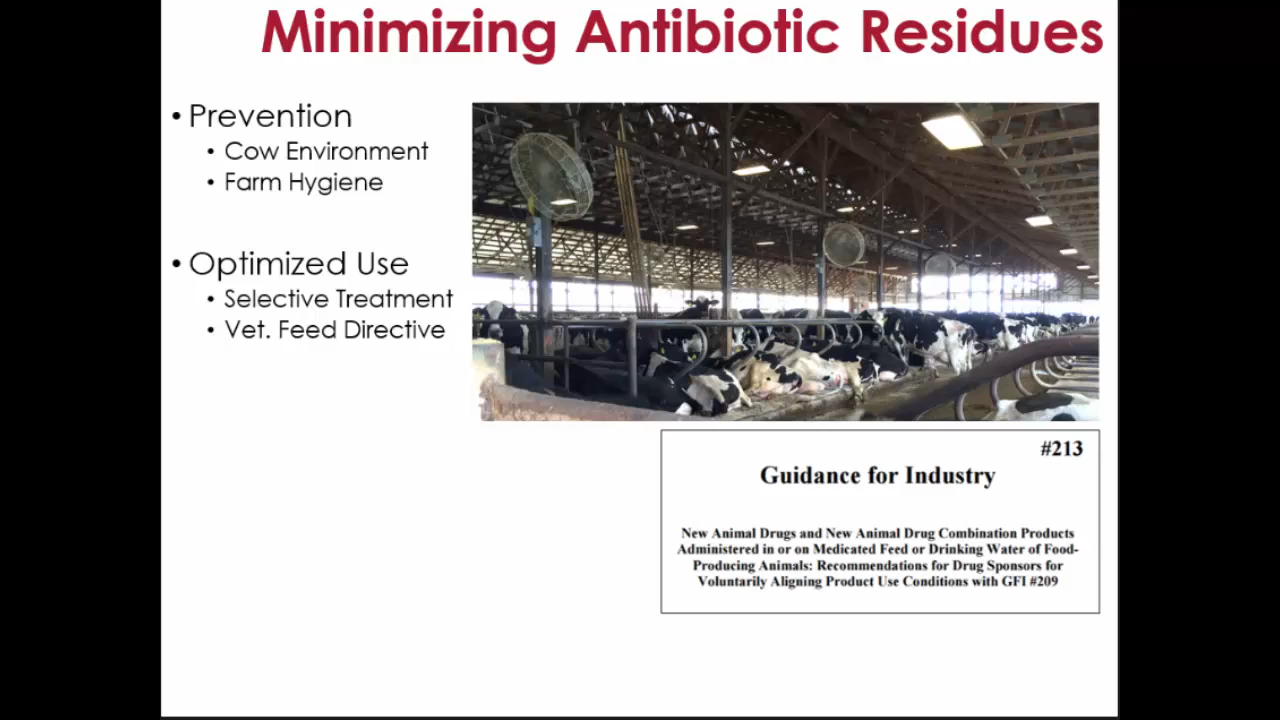 Minimizing Antibiotic Residues
• Prevention
• Cow Environment
• Farm Hygiene
• Optimized Use
• Selective Treatment
• Vet. Feed Directive
#213
Guidance for Industry
New Animal Drugs and New Animal Drug Combination Products
Administered in or on Medicated Feed or Drinking Water of Food-
Producing Animals: Recommendations for Drug Sponsors for
Voluntarily Aligning Product Use Conditions with GFI #209